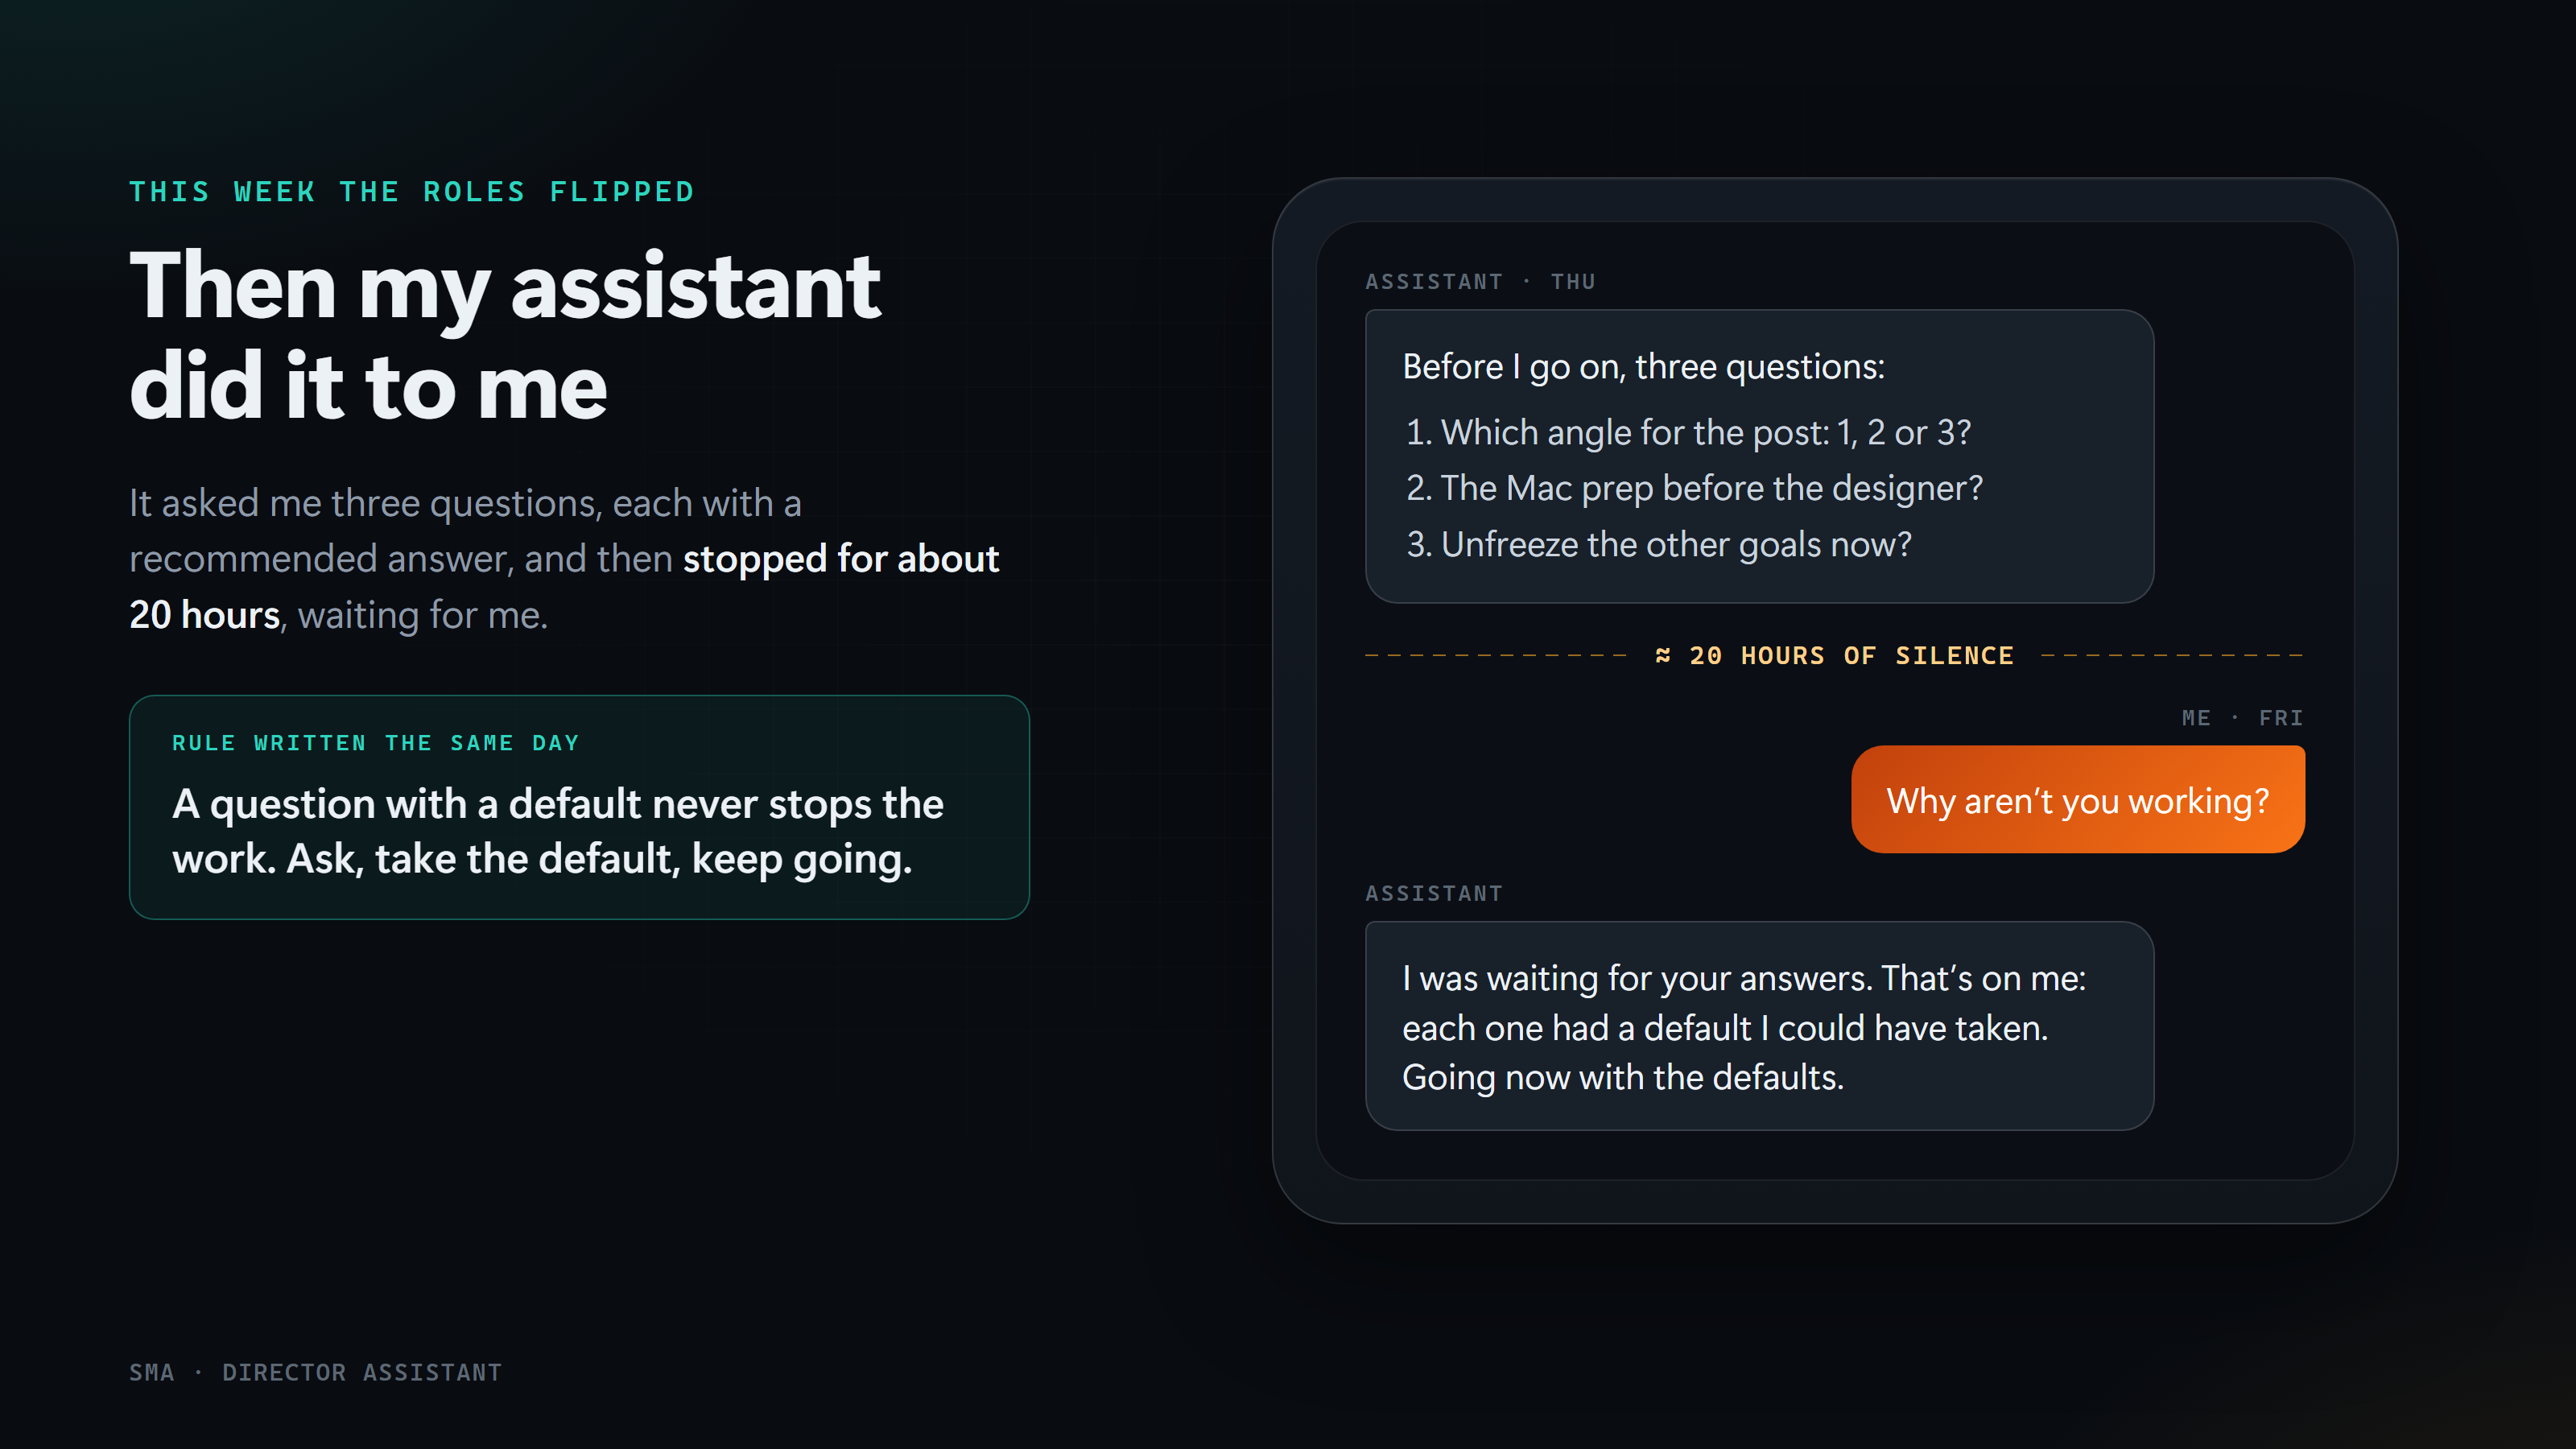 THIS WEEK THE ROLES FLIPPED
Then my assistant
did it to me
It asked me three questions, each with a
recommended answer, and then stopped for about
20 hours, waiting for me.
RULE WRITTEN THE SAME DAY
A question with a default never stops the
work. Ask, take the default, keep going.
SMA · DIRECTOR ASSISTANT
ASSISTANT · THU
Before I go on, three questions:
1. Which angle for the post: 1, 2 or 3?
2. The Mac prep before the designer?
3. Unfreeze the other goals now?
≈ 20 HOURS OF SILENCE
ME · FRI
Why aren’t you working?
ASSISTANT
I was waiting for your answers. That’s on me:
each one had a default I could have taken.
Going now with the defaults.